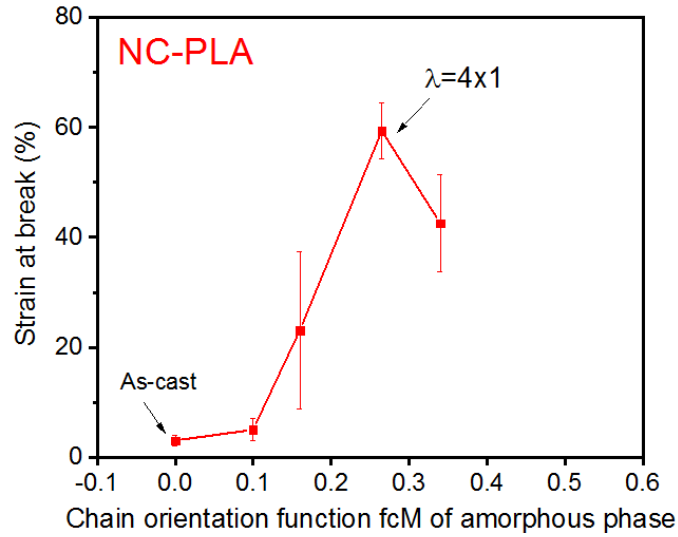 NC-PLA
λ=4x1
As-cast
Strain at break (%)
80
60
40
20
0
-0.1 0.0 0.1 0.2 0.3 0.4 0.5 0.6
Chain orientation function fcM of amorphous phase